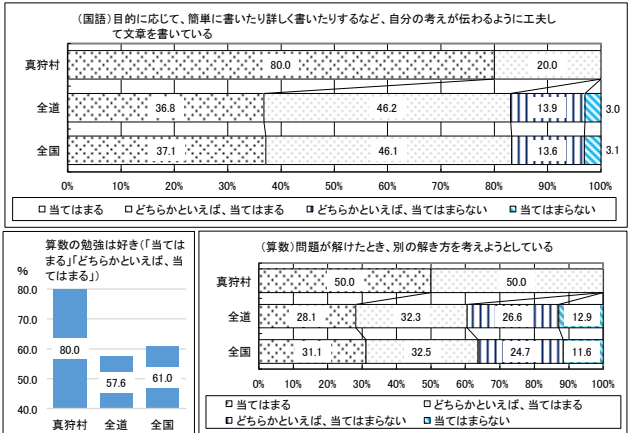 (国語)目的に応じて、簡単に書いたり詳しく書いたりするなど、自分の考えが伝わるように工夫し
て文章を書いている
真狩村
80.0
20.0
全道
36.8
46.2
13.9
3.0
全国
37.1
46.1
13.6
3.1
0%
10%
20%
30%
40%
50%
60%
70%
80%
90%
100%
当てはまる
どちらかといえば、当てはまる
どちらかといえば、当てはまらない
当てはまらない
算数の勉強は好き(「当ては
まる」「どちらかといえば、当
てはまる」)
%
80.0
70.0
60.0
50.0
40.0
80.0
57.6
61.0
真狩村
全道
全国
(算数)問題が解けたとき、別の解き方を考えようとしている
真狩村
50.0
50.0
全道
28.1
32.3
26.6
12.9
全国
31.1
32.5
24.7
11.6
0%
10%
20%
30%
40%
50%
60%
70%
80%
90%
100%
当てはまる
どちらかといえば、当てはまる
どちらかといえば、当てはまらない
当てはまらない